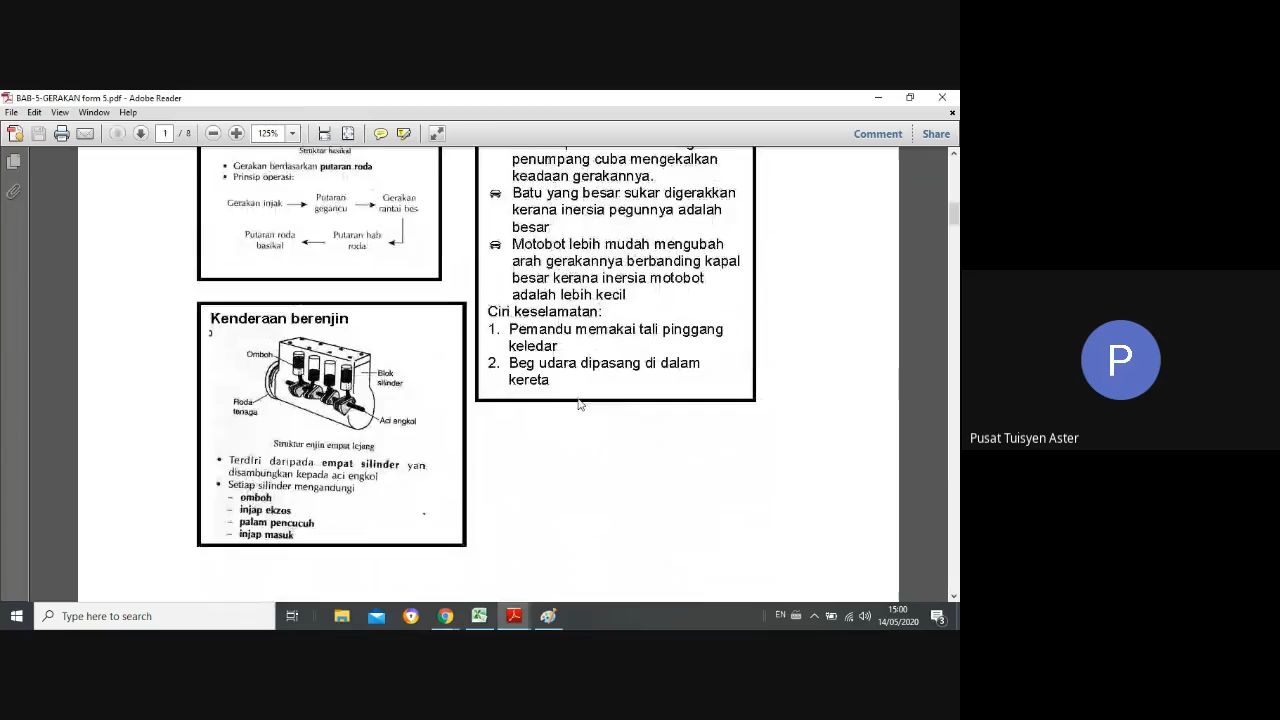 BAB-5-GERAKAN form 5.pdf - Adobe Reader
File Edit View Window Help
1 / 8 125% Comment Share
Struktur basikal
• Gerakan berdasarkan putaran roda
• Prinsip operasi:
Gerakan injak
Putaran gegancu
Gerakan rantai bes
Putaran hab roda
Putaran roda basikal
Kenderaan berenjin
Omboh
Blok
silinder
Roda
tenaga
Aci engkol
Struktur enjin empat lejang
• Terdiri daripada empat silinder yan
disambungkan kepada aci engkol
• Setiap silinder mengandungi
– omboh
– injap ekzos
– palam pencucuh
– injap masuk
penumpang cuba mengekalkan
keadaan gerakannya.
Batu yang besar sukar digerakkan
kerana inersia pegunnya adalah
besar
Motobot lebih mudah mengubah
arah gerakannya berbanding kapal
besar kerana inersia motobot
adalah lebih kecil
Ciri keselamatan:
1. Pemandu memakai tali pinggang
keledar
2. Beg udara dipasang di dalam
kereta
P
Pusat Tuisyen Aster
Type here to search
EN
15:00
14/05/2020
3